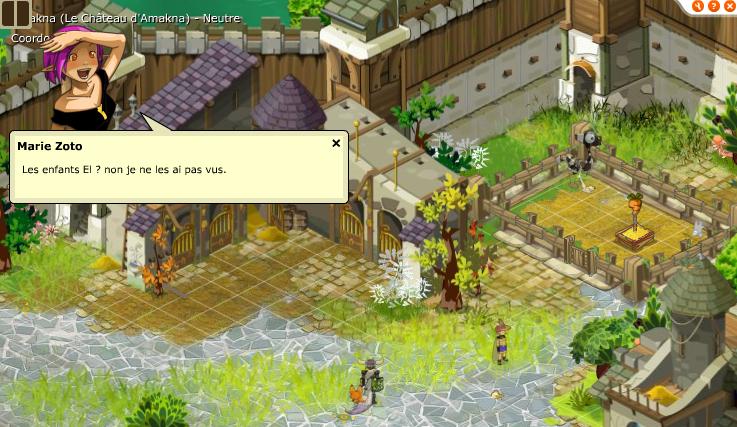 akna (Le Château d'Amakna) - Neutre
Coordo
Marie Zoto
Les enfants El ? non je ne les ai pas vus.